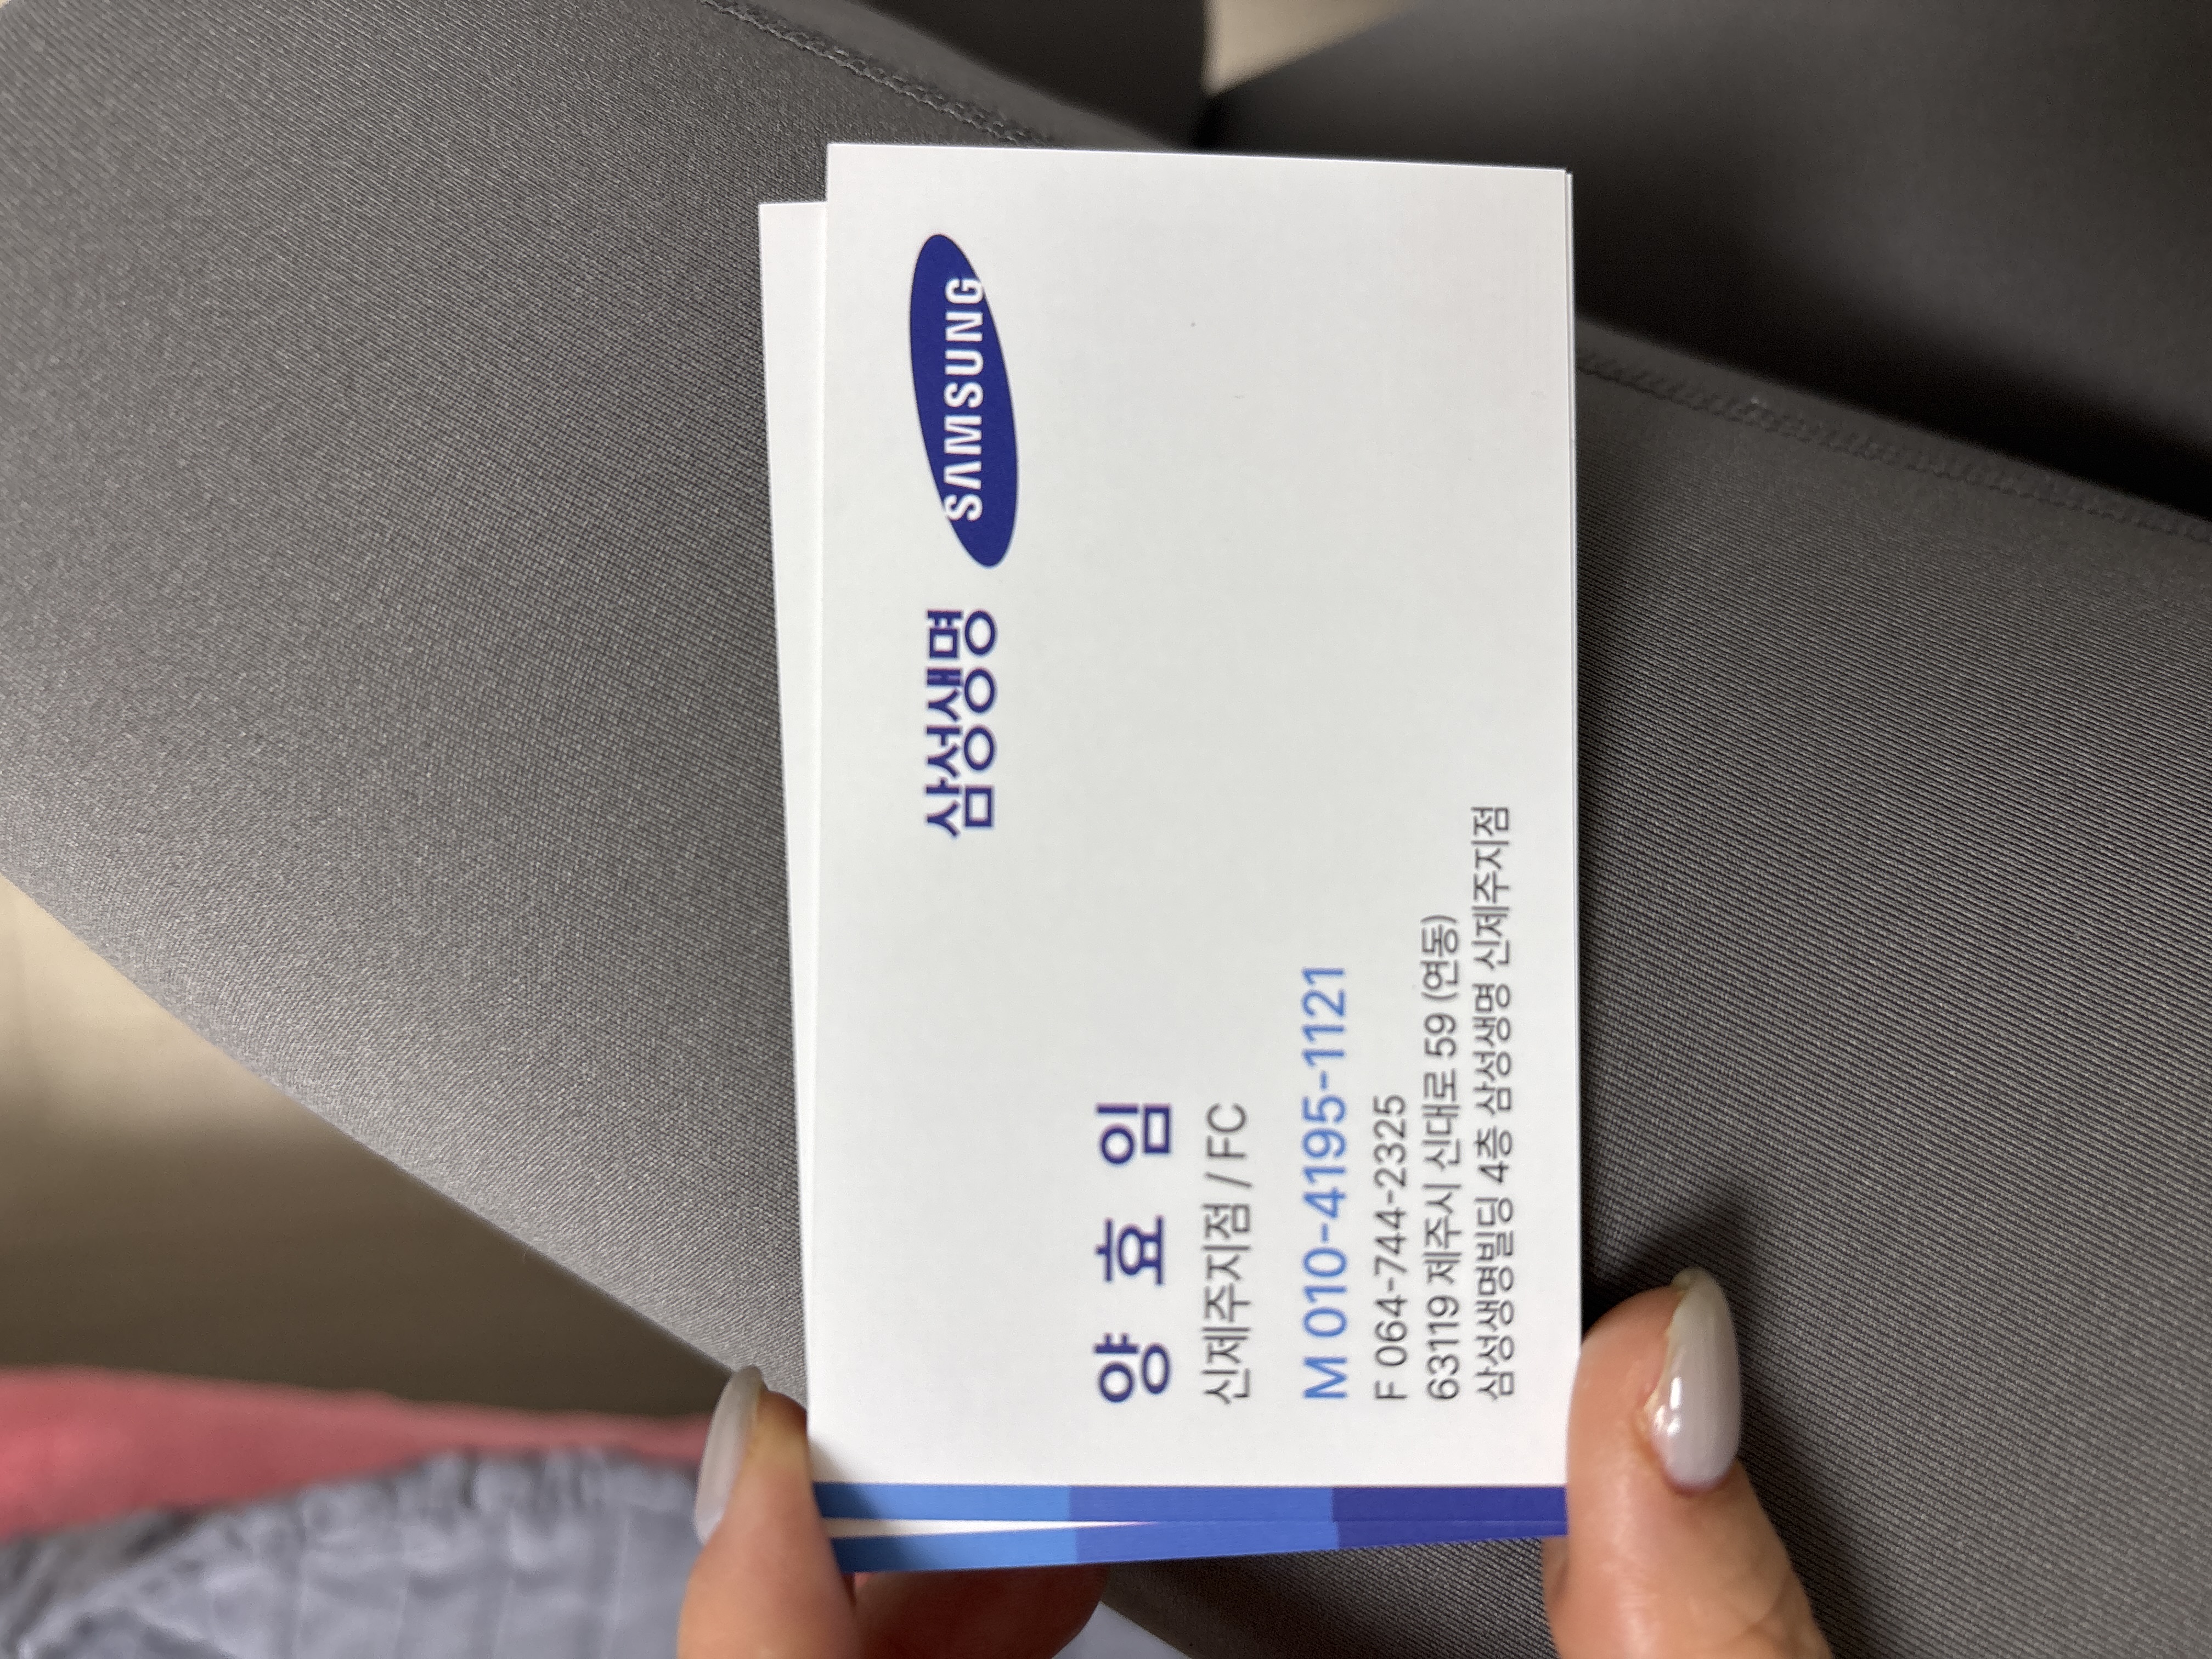 삼성생명 SAMSUNG
양효임
신제주지점 / FC
M 010-4195-1121
F 064-744-2325
63119 제주시 신대로 59 (연동)
삼성생명빌딩 4층 삼성생명 신제주지점